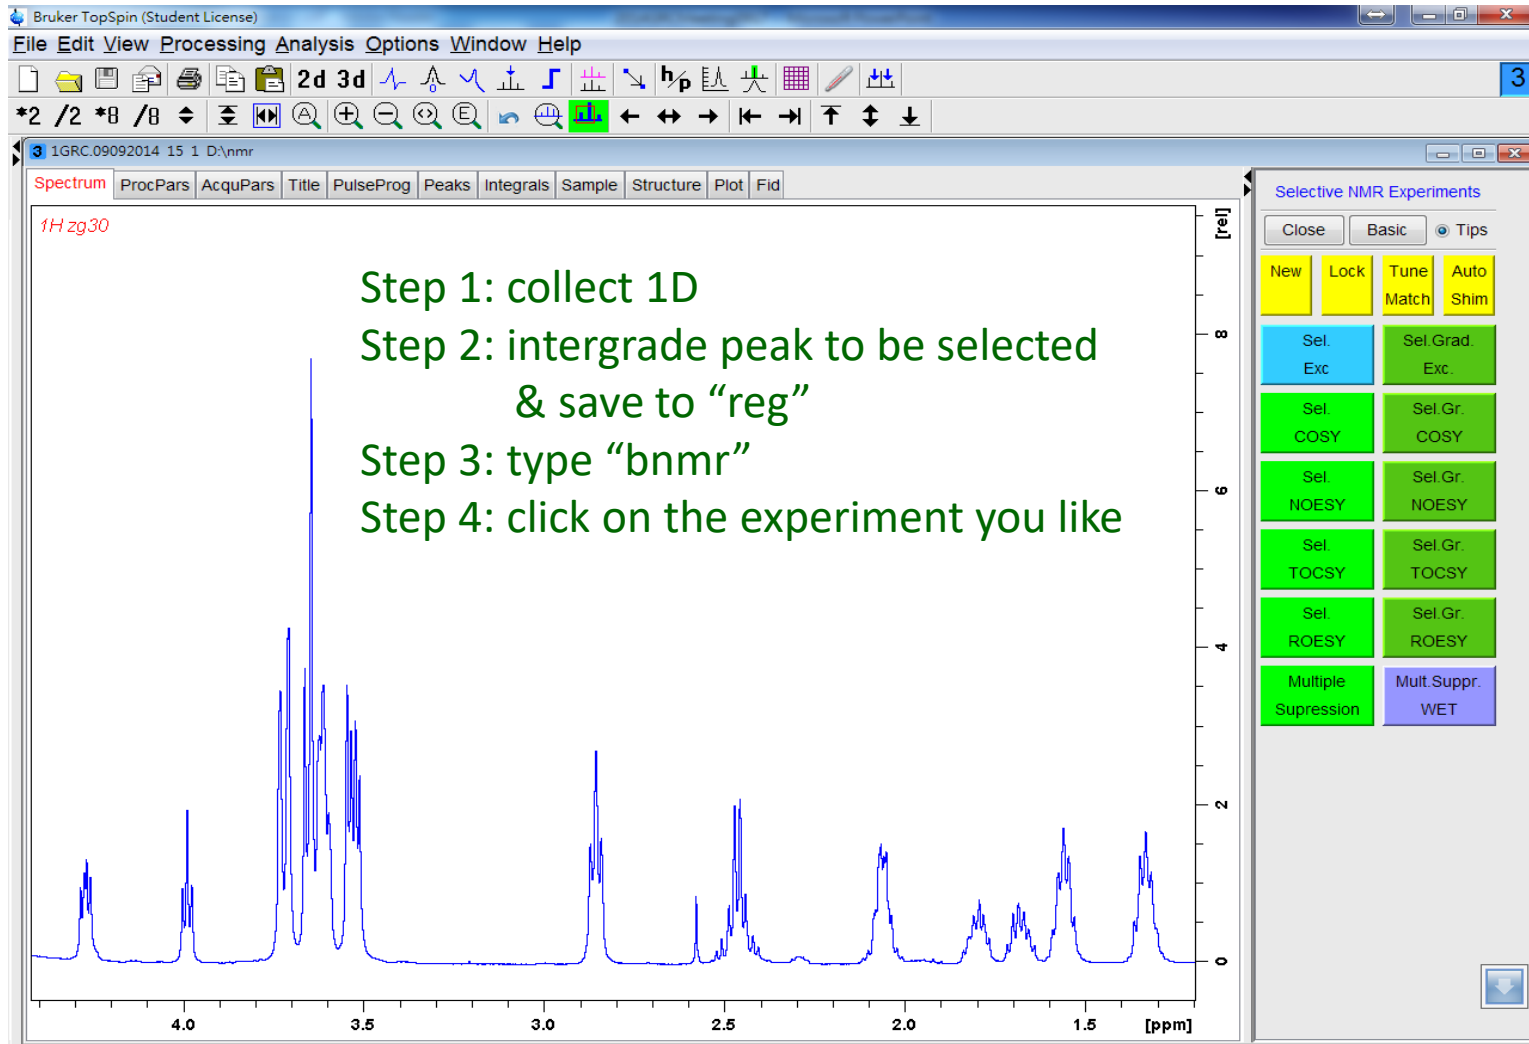 Bruker TopSpin (Student License)
File Edit View Processing Analysis Options Window Help
2d 3d h/p 3
*2 /2 *8 /8
3 1GRC.09092014 15 1 D:\nmr
Spectrum ProcPars AcquPars Title PulseProg Peaks Integrals Sample Structure Plot Fid
1H zg30
Step 1: collect 1D
Step 2: intergrade peak to be selected
& save to “reg”
Step 3: type “bnmr”
Step 4: click on the experiment you like
[rel]
8
6
4
2
0
4.0 3.5 3.0 2.5 2.0 1.5 [ppm]
Selective NMR Experiments
Close Basic Tips
New Lock Tune Match Auto Shim
Sel. Exc
Sel.Grad. Exc.
Sel. COSY
Sel.Gr. COSY
Sel. NOESY
Sel.Gr. NOESY
Sel. TOCSY
Sel.Gr. TOCSY
Sel. ROESY
Sel.Gr. ROESY
Multiple Supression
Mult.Suppr. WET